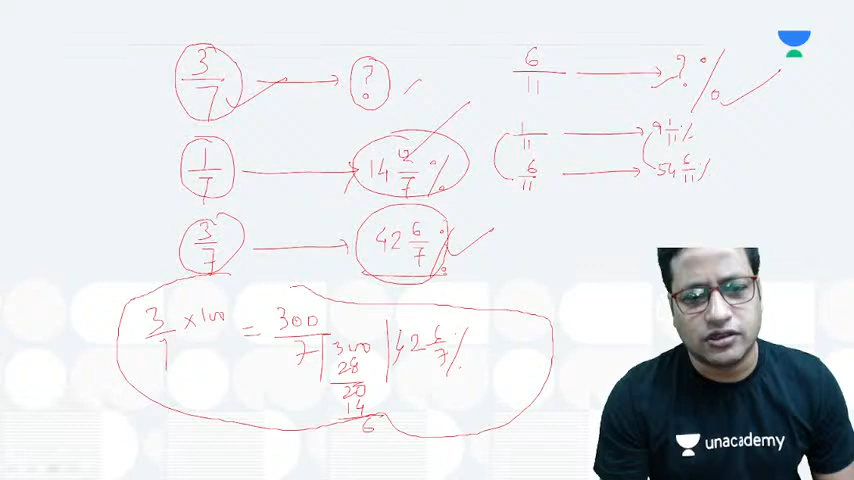 3/7 → ?
1/7 → 14 2/7 %
3/7 → 42 6/7 %
3/7 × 100 = 300/7 | 300 | 42 6/7 %
28
20
14
6
6/11 → ? %
1/11 → 9 1/11 %
6/11 → 54 6/11 %
unacademy